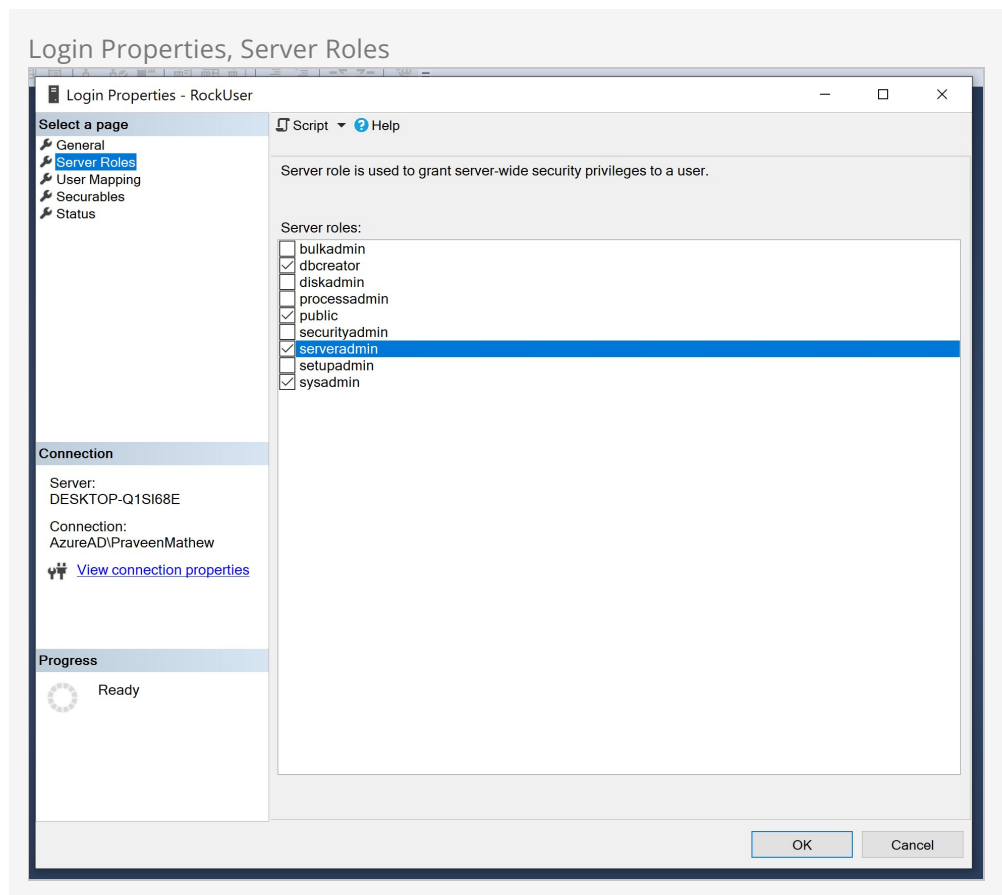 Login Properties, Server Roles
Login Properties - RockUser
Select a page
General
Server Roles
User Mapping
Securables
Status
Script Help
Server role is used to grant server-wide security privileges to a user.
Server roles:
bulkadmin
dbcreator
diskadmin
processadmin
public
securityadmin
serveradmin
setupadmin
sysadmin
Connection
Server:
DESKTOP-Q1SI68E
Connection:
AzureAD\PraveenMathew
View connection properties
Progress
Ready
OK Cancel